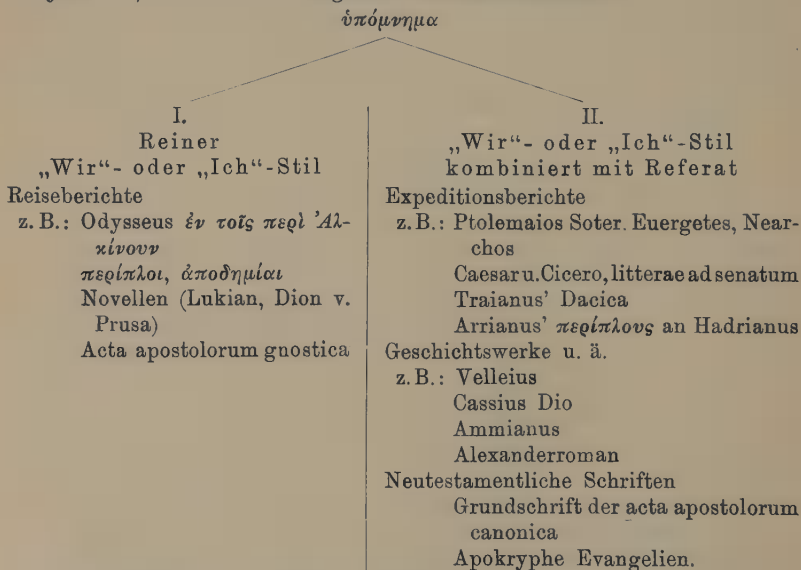 ὑπόμνημα
I.
Reiner
„Wir“- oder „Ich“-Stil
Reiseberichte
z. B.: Odysseus ἐν τοῖς περὶ Ἀλ-
κίνουν
περίπλοι, ἀποδημίαι
Novellen (Lukian, Dion v.
Prusa)
Acta apostolorum gnostica
II.
„Wir“- oder „Ich“-Stil
kombiniert mit Referat
Expeditionsberichte
z. B.: Ptolemaios Soter. Euergetes, Near-
chos
Caesar u. Cicero, litterae ad senatum
Traianus’ Dacica
Arrianus’ περίπλους an Hadrianus
Geschichtswerke u. ä.
z. B.: Velleius
Cassius Dio
Ammianus
Alexanderroman
Neutestamentliche Schriften
Grundschrift der acta apostolorum
canonica
Apokryphe Evangelien.